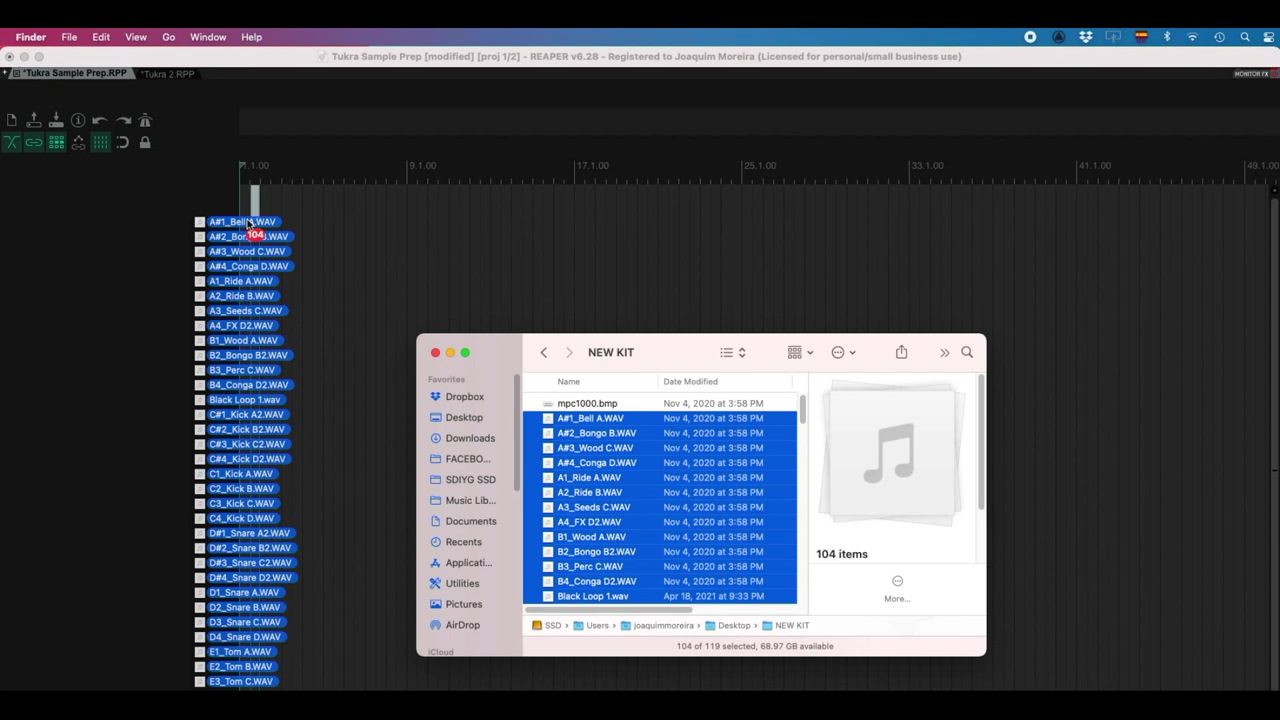 Finder File Edit View Go Window Help
Tukra Sample Prep [modified] [proj 1/2] - REAPER v6.28 - Registered to Joaquim Moreira (Licensed for personal/small business use)
*Tukra Sample Prep.RPP *Tukra 2.RPP MONITOR FX
1.1.00 9.1.00 17.1.00 25.1.00 33.1.00 41.1.00 49.1.00
A#1_Bell A.WAV
104
A#2_Bongo B.WAV
A#3_Wood C.WAV
A#4_Conga D.WAV
A1_Ride A.WAV
A2_Ride B.WAV
A3_Seeds C.WAV
A4_FX D2.WAV
B1_Wood A.WAV
B2_Bongo B2.WAV
B3_Perc C.WAV
B4_Conga D2.WAV
Black Loop 1.wav
C#1_Kick A2.WAV
C#2_Kick B2.WAV
C#3_Kick C2.WAV
C#4_Kick D2.WAV
C1_Kick A.WAV
C2_Kick B.WAV
C3_Kick C.WAV
C4_Kick D.WAV
D#1_Snare A2.WAV
D#2_Snare B2.WAV
D#3_Snare C2.WAV
D#4_Snare D2.WAV
D1_Snare A.WAV
D2_Snare B.WAV
D3_Snare C.WAV
D4_Snare D.WAV
E1_Tom A.WAV
E2_Tom B.WAV
E3_Tom C.WAV
NEW KIT
Favorites
Dropbox
Desktop
Downloads
FACEBO...
SDIYG SSD
Music Lib...
Documents
Recents
Applicati...
Utilities
Pictures
AirDrop
iCloud
Name Date Modified
mpc1000.bmp Nov 4, 2020 at 3:58 PM
A#1_Bell A.WAV Nov 4, 2020 at 3:58 PM
A#2_Bongo B.WAV Nov 4, 2020 at 3:58 PM
A#3_Wood C.WAV Nov 4, 2020 at 3:58 PM
A#4_Conga D.WAV Nov 4, 2020 at 3:58 PM
A1_Ride A.WAV Nov 4, 2020 at 3:58 PM
A2_Ride B.WAV Nov 4, 2020 at 3:58 PM
A3_Seeds C.WAV Nov 4, 2020 at 3:58 PM
A4_FX D2.WAV Nov 4, 2020 at 3:58 PM
B1_Wood A.WAV Nov 4, 2020 at 3:58 PM
B2_Bongo B2.WAV Nov 4, 2020 at 3:58 PM
B3_Perc C.WAV Nov 4, 2020 at 3:58 PM
B4_Conga D2.WAV Nov 4, 2020 at 3:58 PM
Black Loop 1.wav Apr 18, 2021 at 9:33 PM
104 items
More...
SSD › Users › joaquimmoreira › Desktop › NEW KIT
104 of 119 selected, 68.97 GB available